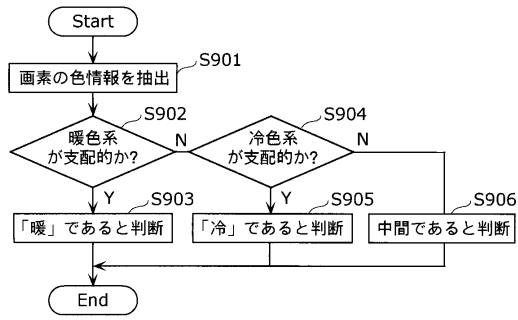 Start
S901
画素の色情報を抽出
S902
暖色系
が支配的か?
N
Y
S904
冷色系
が支配的か?
N
Y
S903
「暖」であると判断
S905
「冷」であると判断
S906
中間であると判断
End